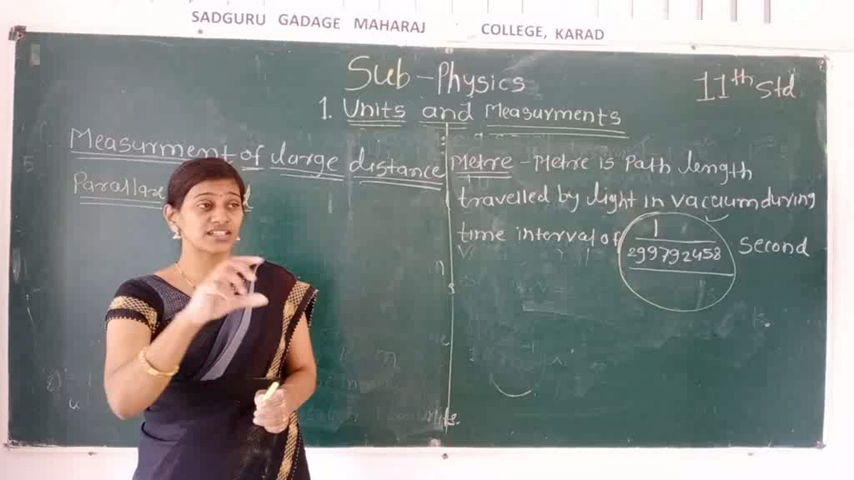 SADGURU GADAGE MAHARAJ COLLEGE, KARAD
Sub-Physics
11th Std
1. Units and Measurments
Measurment of large distance
Parallax
Metre - Metre is Path length
travelled by light in vacuum during
time interval of 1/299792458 second